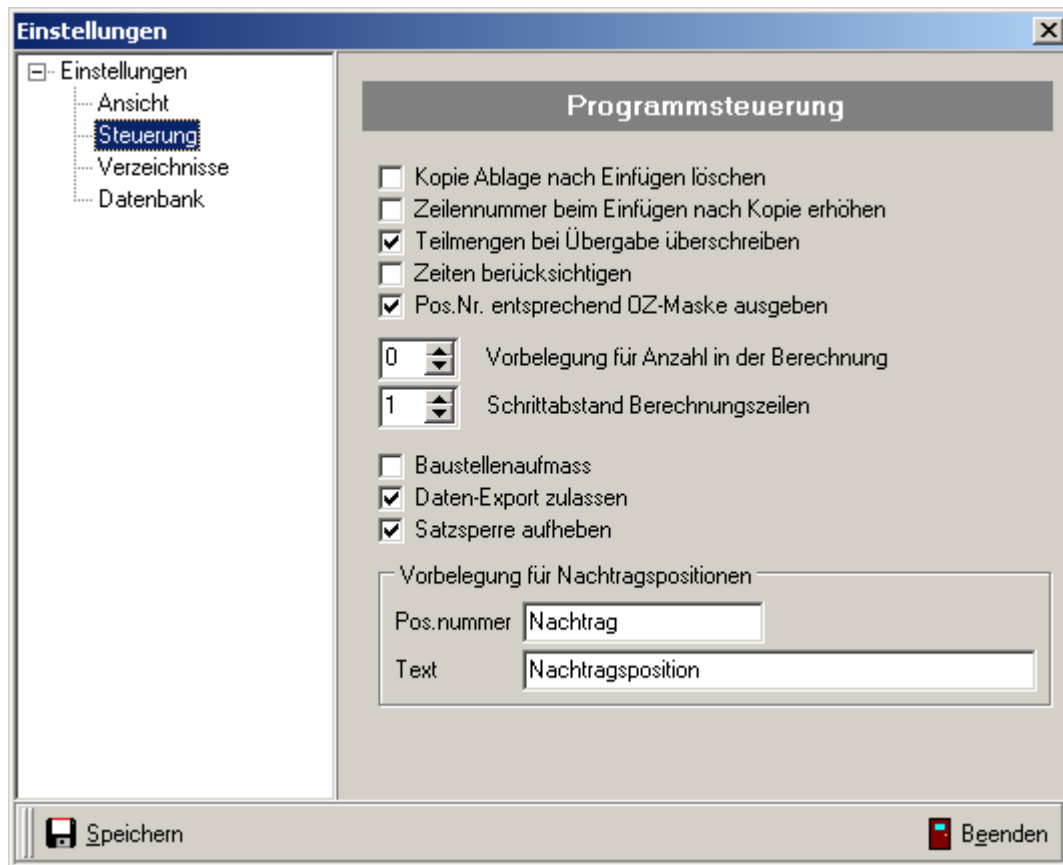 Einstellungen
Einstellungen
Ansicht
Steuerung
Verzeichnisse
Datenbank
Programmsteuerung
Kopie Ablage nach Einfügen löschen
Zeilennummer beim Einfügen nach Kopie erhöhen
Teilmengen bei Übergabe überschreiben
Zeiten berücksichtigen
Pos.Nr. entsprechend OZ-Maske ausgeben
0 Vorbelegung für Anzahl in der Berechnung
1 Schrittabstand Berechnungszeilen
Baustellenaufmass
Daten-Export zulassen
Satzsperre aufheben
Vorbelegung für Nachtragspositionen
Pos.nummer Nachtrag
Text Nachtragsposition
Speichern
Beenden